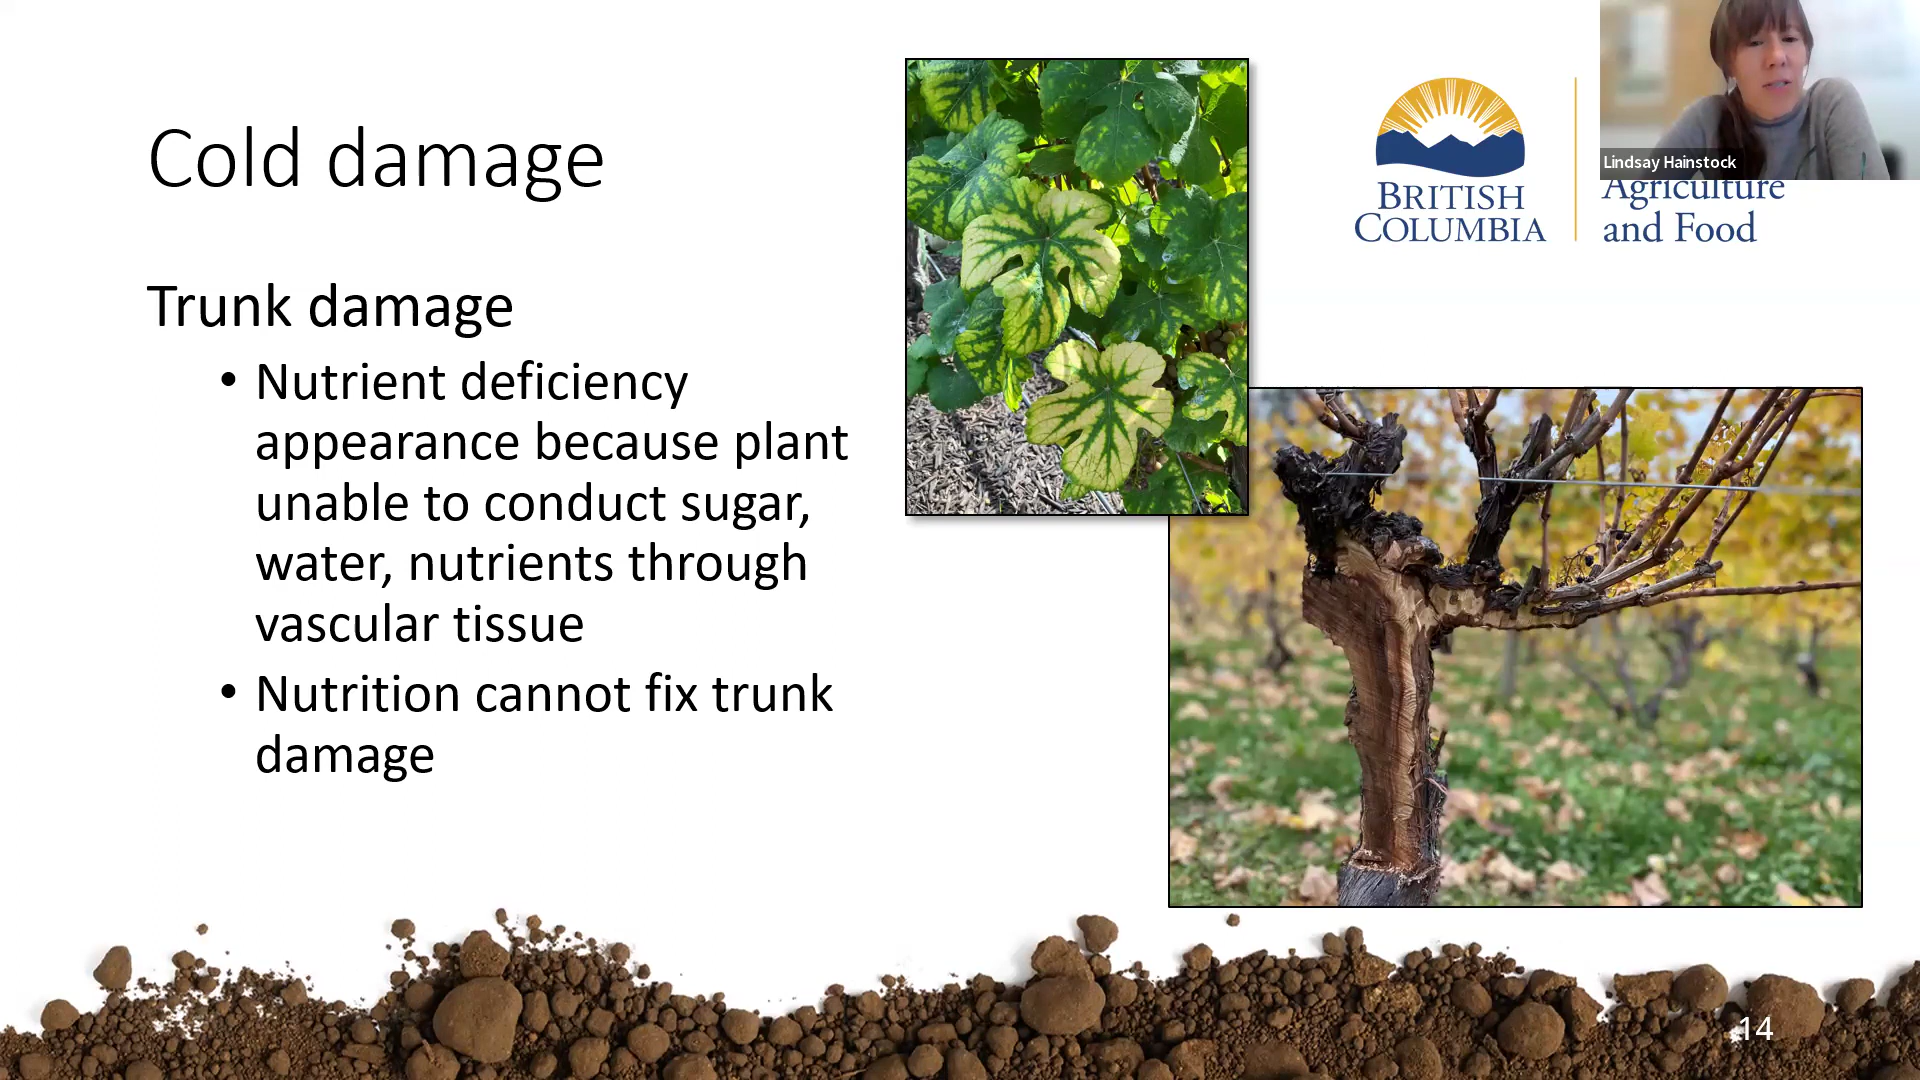 Cold damage
Trunk damage
• Nutrient deficiency
appearance because plant
unable to conduct sugar,
water, nutrients through
vascular tissue
• Nutrition cannot fix trunk
damage
BRITISH
COLUMBIA
Agriculture
and Food
Lindsay Hainstock
14